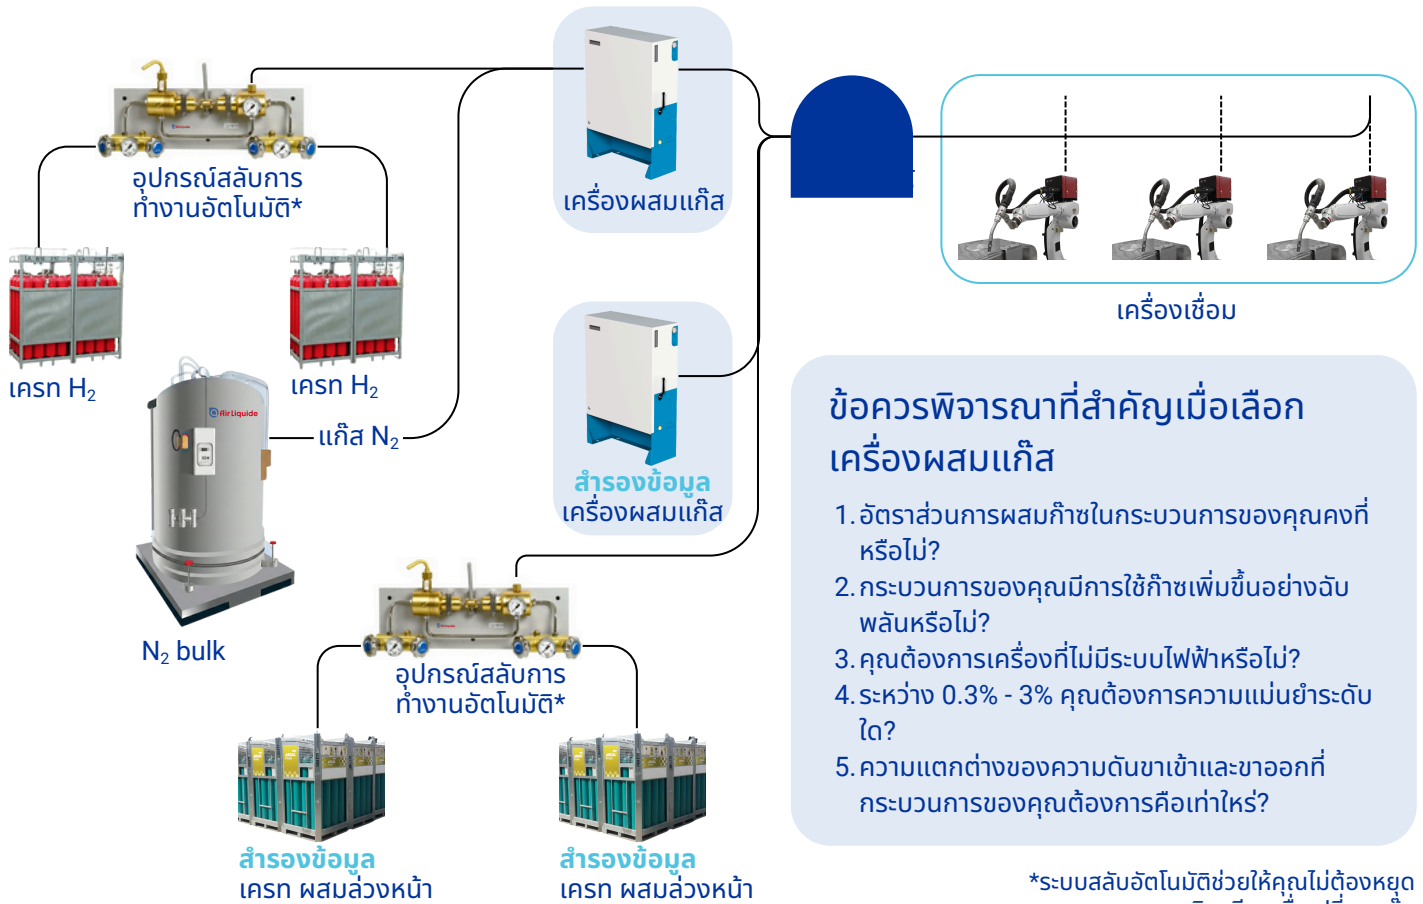 อุปกรณ์สลับการ
ทำงานอัตโนมัติ*
เครื่องผสมแก๊ส
เครื่องเชื่อม
เครท H₂
เครท H₂
Air Liquide
แก๊ส N₂
สำรองข้อมูล
เครื่องผสมแก๊ส
N₂ bulk
อุปกรณ์สลับการ
ทำงานอัตโนมัติ*
สำรองข้อมูล
เครท ผสมล่วงหน้า
สำรองข้อมูล
เครท ผสมล่วงหน้า
ข้อควรพิจารณาที่สำคัญเมื่อเลือก
เครื่องผสมแก๊ส
1. อัตราส่วนการผสมก๊าซในกระบวนการของคุณคงที่
หรือไม่?
2. กระบวนการของคุณมีการใช้ก๊าซเพิ่มขึ้นอย่างฉับ
พลันหรือไม่?
3. คุณต้องการเครื่องที่ไม่มีระบบไฟฟ้าหรือไม่?
4. ระหว่าง 0.3% - 3% คุณต้องการความแม่นยำระดับ
ใด?
5. ความแตกต่างของความดันขาเข้าและขาออกที่
กระบวนการของคุณต้องการคือเท่าใหร่?
*ระบบสลับอัตโนมัติช่วยให้คุณไม่ต้องหยุด